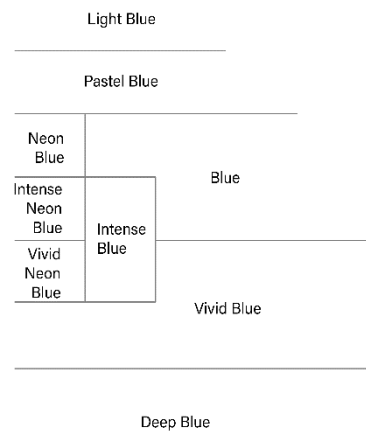 Light Blue
Pastel Blue
Neon
Blue
Blue
Intense
Neon
Blue
Intense
Blue
Vivid
Neon
Blue
Vivid Blue
Deep Blue